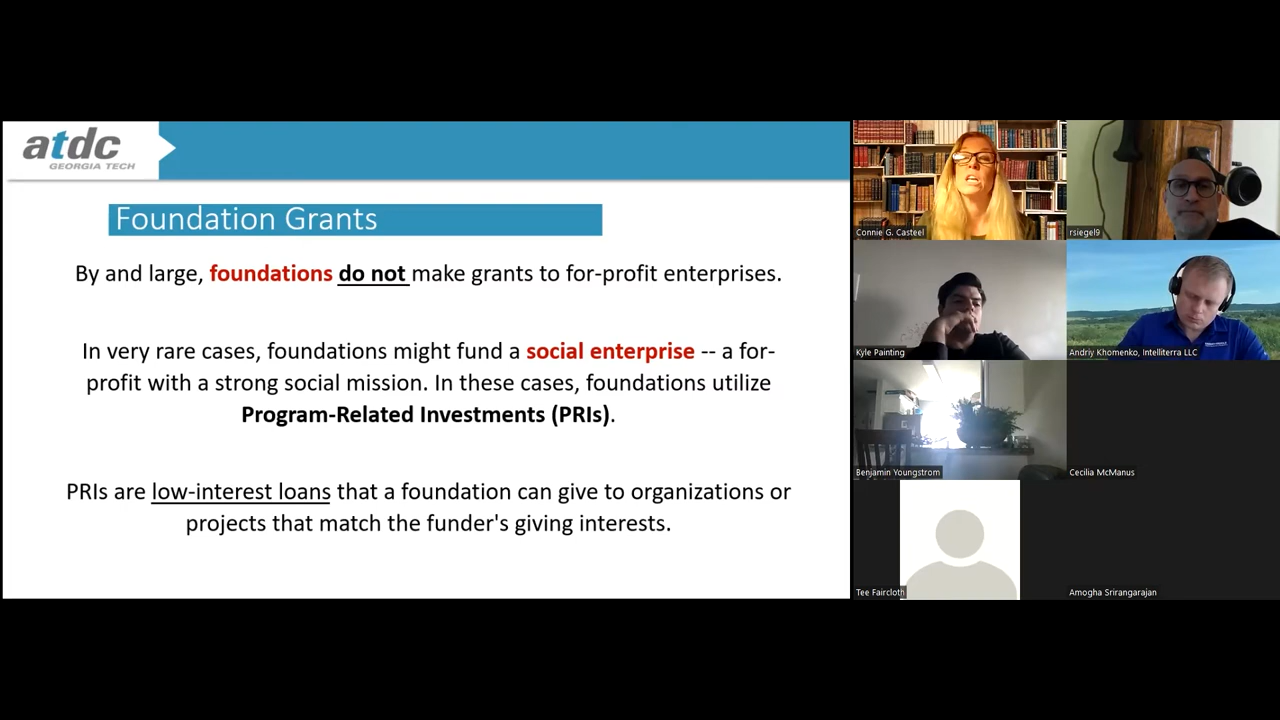 atdc
GEORGIA TECH
Foundation Grants
By and large, foundations do not make grants to for-profit enterprises.
In very rare cases, foundations might fund a social enterprise -- a for-
profit with a strong social mission. In these cases, foundations utilize
Program-Related Investments (PRIs).
PRIs are low-interest loans that a foundation can give to organizations or
projects that match the funder's giving interests.
Connie G. Casteel
rsiegel9
Kyle Painting
Andriy Khomenko, Intelliterra LLC
Benjamin Youngstrom
Cecilia McManus
Tee Faircloth
Amogha Srirangarajan